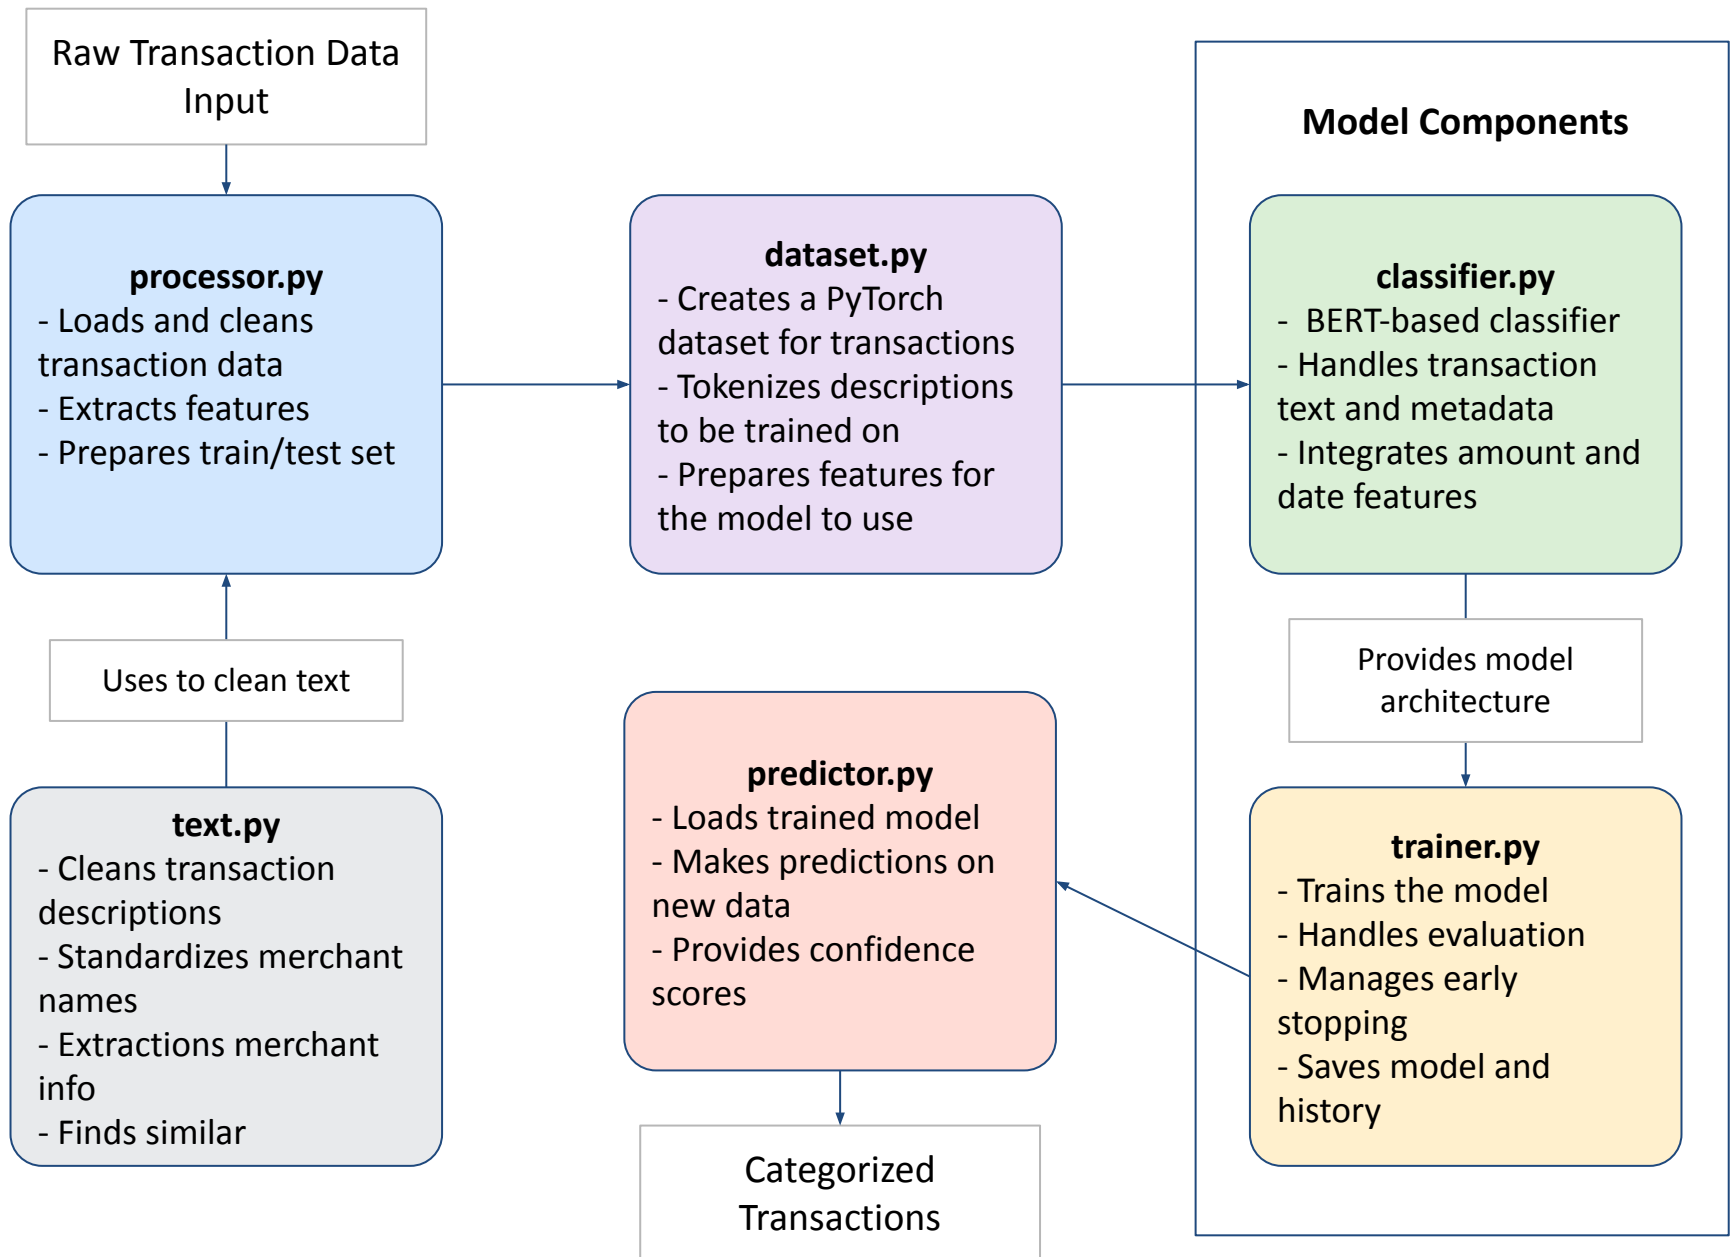 Raw Transaction Data
Input
Model Components
processor.py
- Loads and cleans
transaction data
- Extracts features
- Prepares train/test set
dataset.py
- Creates a PyTorch
dataset for transactions
- Tokenizes descriptions
to be trained on
- Prepares features for
the model to use
classifier.py
-  BERT-based classifier
- Handles transaction
text and metadata
- Integrates amount and
date features
Uses to clean text
Provides model
architecture
text.py
- Cleans transaction
descriptions
- Standardizes merchant
names
- Extractions merchant
info
- Finds similar
predictor.py
- Loads trained model
- Makes predictions on
new data
- Provides confidence
scores
trainer.py
- Trains the model
- Handles evaluation
- Manages early
stopping
- Saves model and
history
Categorized
Transactions